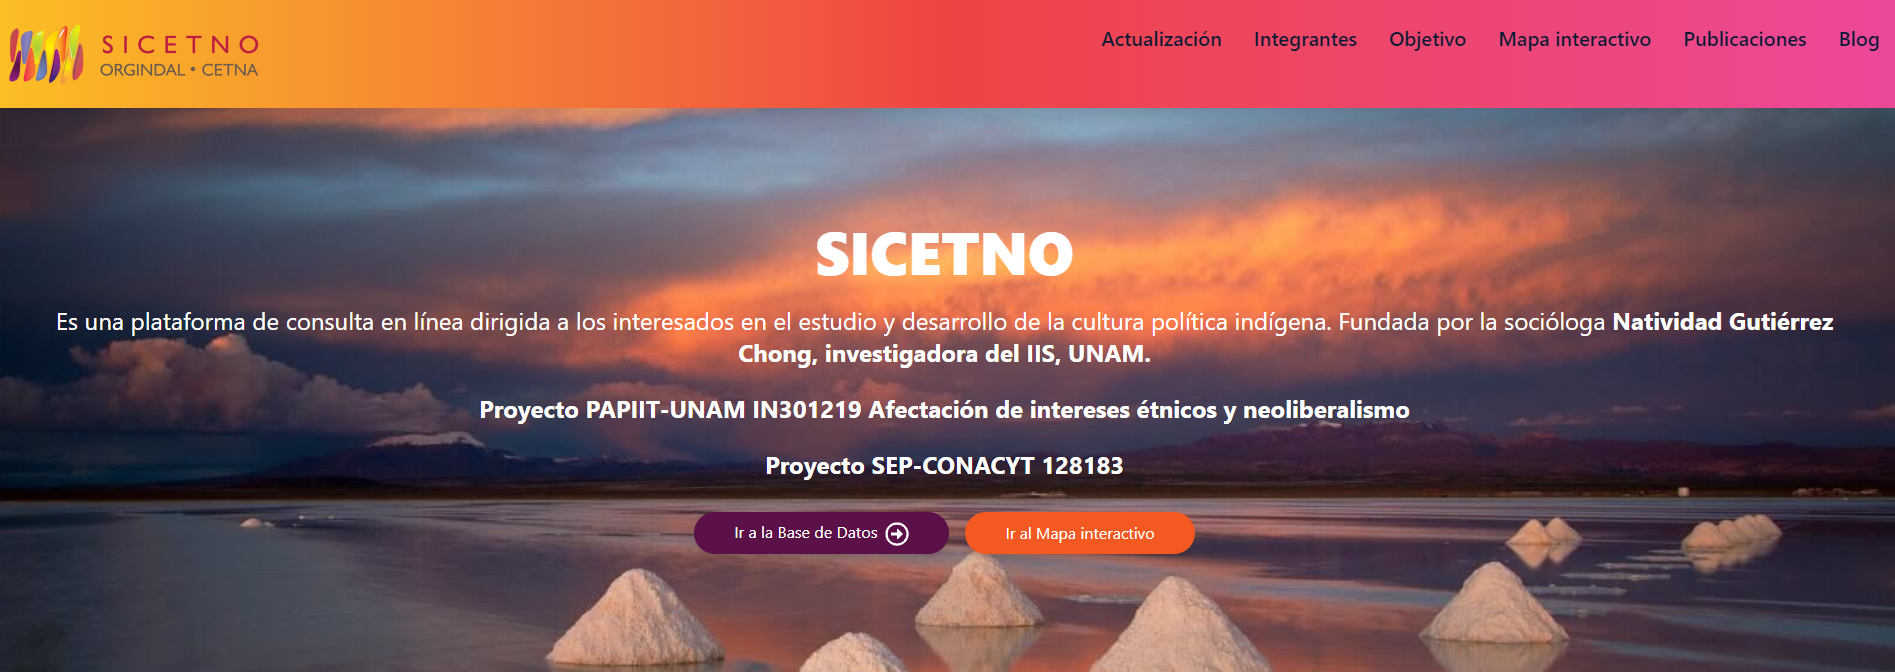 SICETNO
ORGINDAL • CETNA
Actualización Integrantes Objetivo Mapa interactivo Publicaciones Blog
SICETNO
Es una plataforma de consulta en línea dirigida a los interesados en el estudio y desarrollo de la cultura política indígena. Fundada por la socióloga Natividad Gutiérrez
Chong, investigadora del IIS, UNAM.
Proyecto PAPIIT-UNAM IN301219 Afectación de intereses étnicos y neoliberalismo
Proyecto SEP-CONACYT 128183
Ir a la Base de Datos Ir al Mapa interactivo